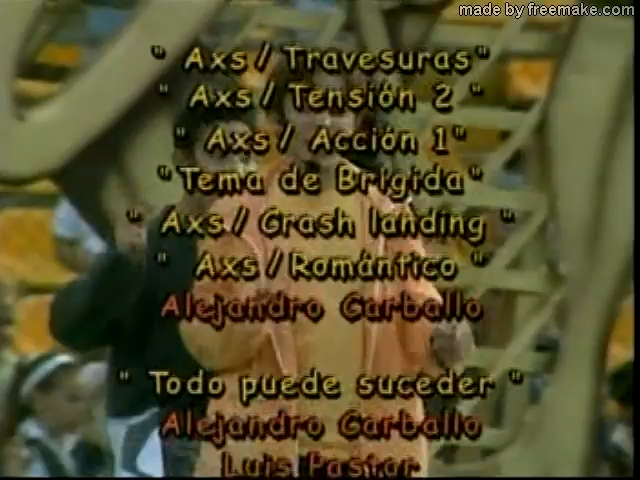 made by freemake.com
" Axs / Travesuras"
" Axs / Tensión 2 "
" Axs / Acción 1"
"Tema de Brígida"
" Axs / Crash landing "
" Axs / Romántico "
Alejandro Carballo
" Todo puede suceder "
Alejandro Carballo
Luis Pastor